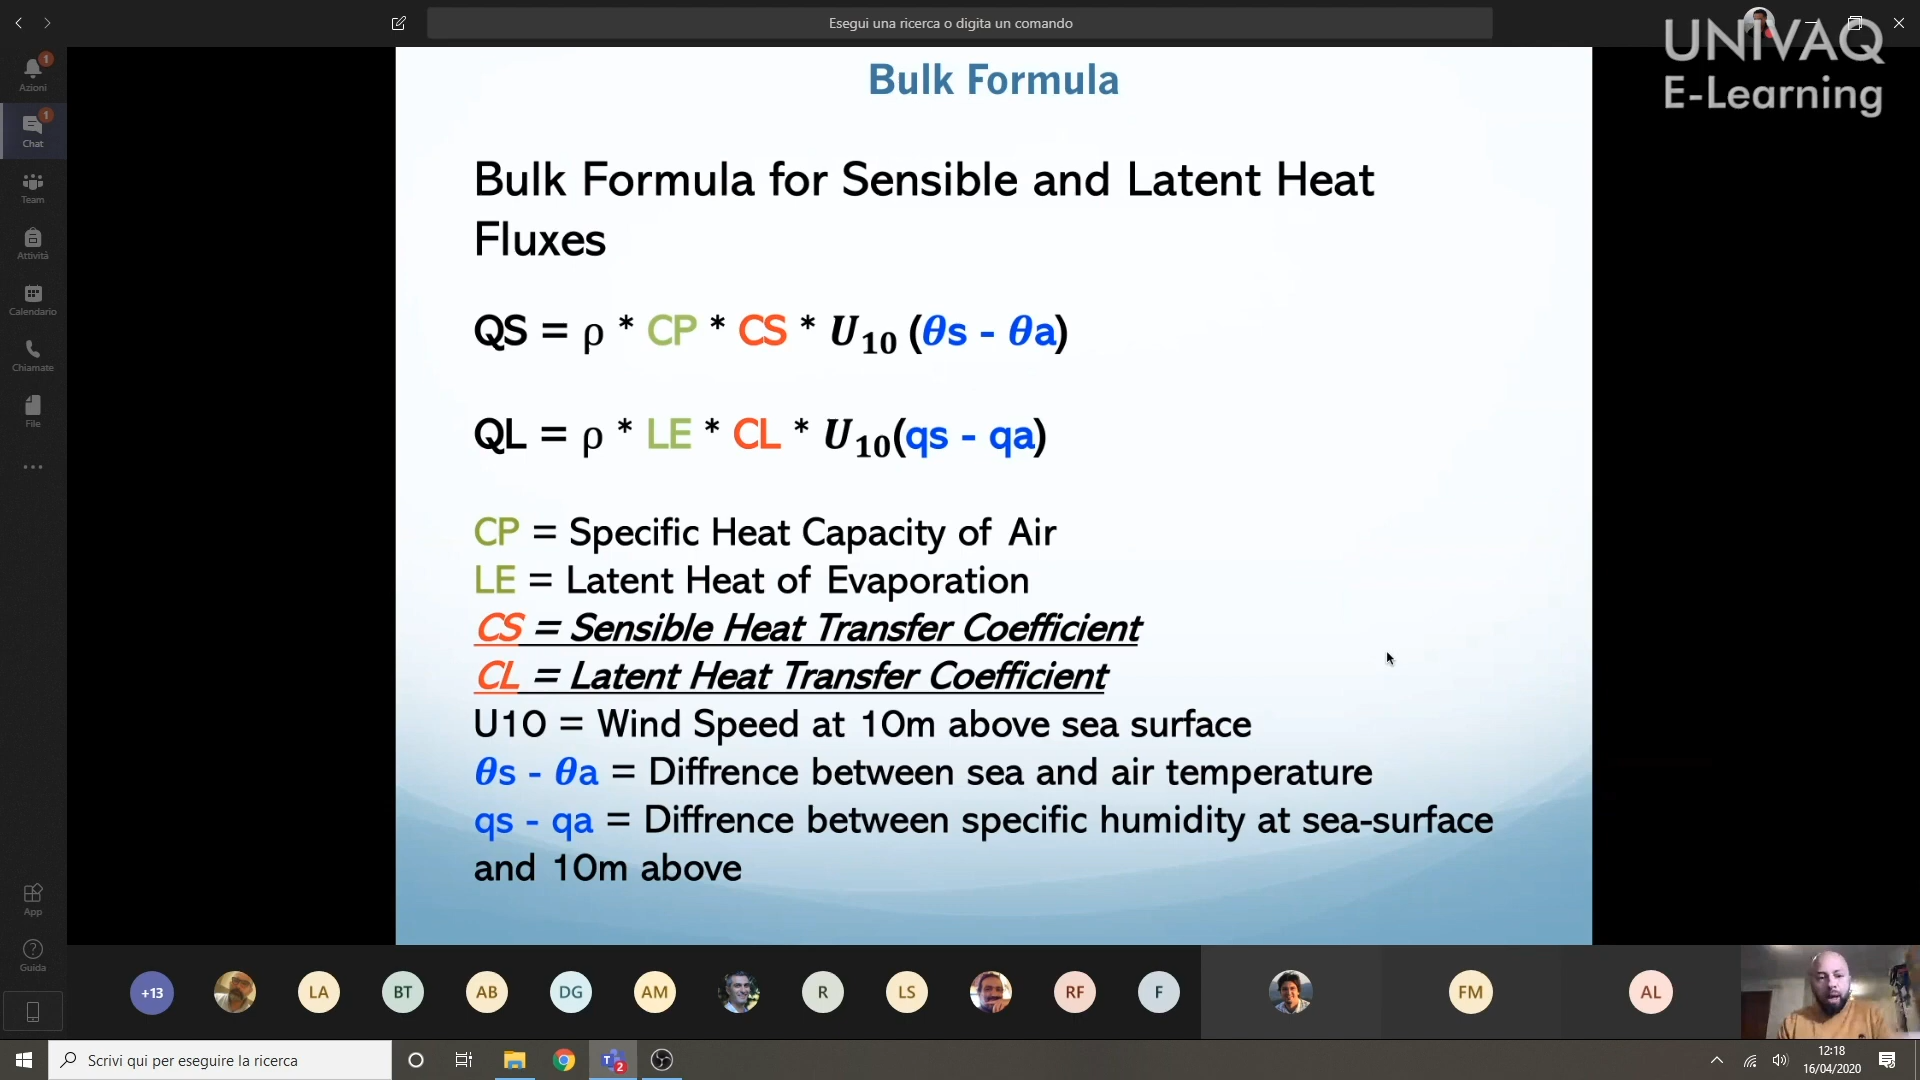 Esegui una ricerca o digita un comando
UNIVAQ
E-Learning
1
Azioni
1
Chat
Team
Attività
Calendario
Chiamate
File
App
Guida
Bulk Formula
Bulk Formula for Sensible and Latent Heat
Fluxes
QS = ρ * CP * CS * U₁₀ (θs - θa)
QL = ρ * LE * CL * U₁₀(qs - qa)
CP = Specific Heat Capacity of Air
LE = Latent Heat of Evaporation
CS = Sensible Heat Transfer Coefficient
CL = Latent Heat Transfer Coefficient
U10 = Wind Speed at 10m above sea surface
θs - θa = Diffrence between sea and air temperature
qs - qa = Diffrence between specific humidity at sea-surface
and 10m above
+13 LA BT AB DG AM R LS RF F FM AL
Scrivi qui per eseguire la ricerca
T 2
12:18
16/04/2020